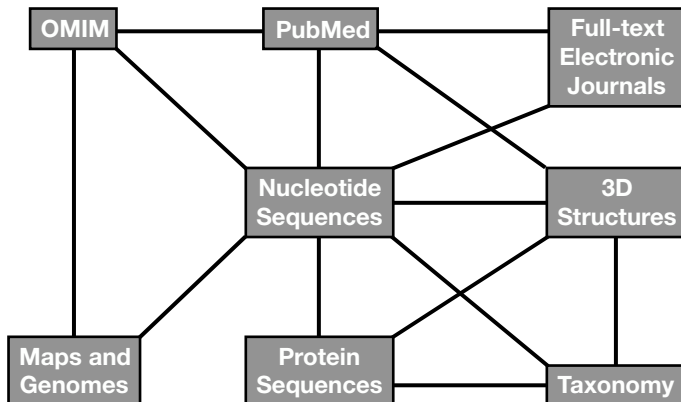 OMIM
PubMed
Full-text
Electronic
Journals
Nucleotide
Sequences
3D
Structures
Maps and
Genomes
Protein
Sequences
Taxonomy